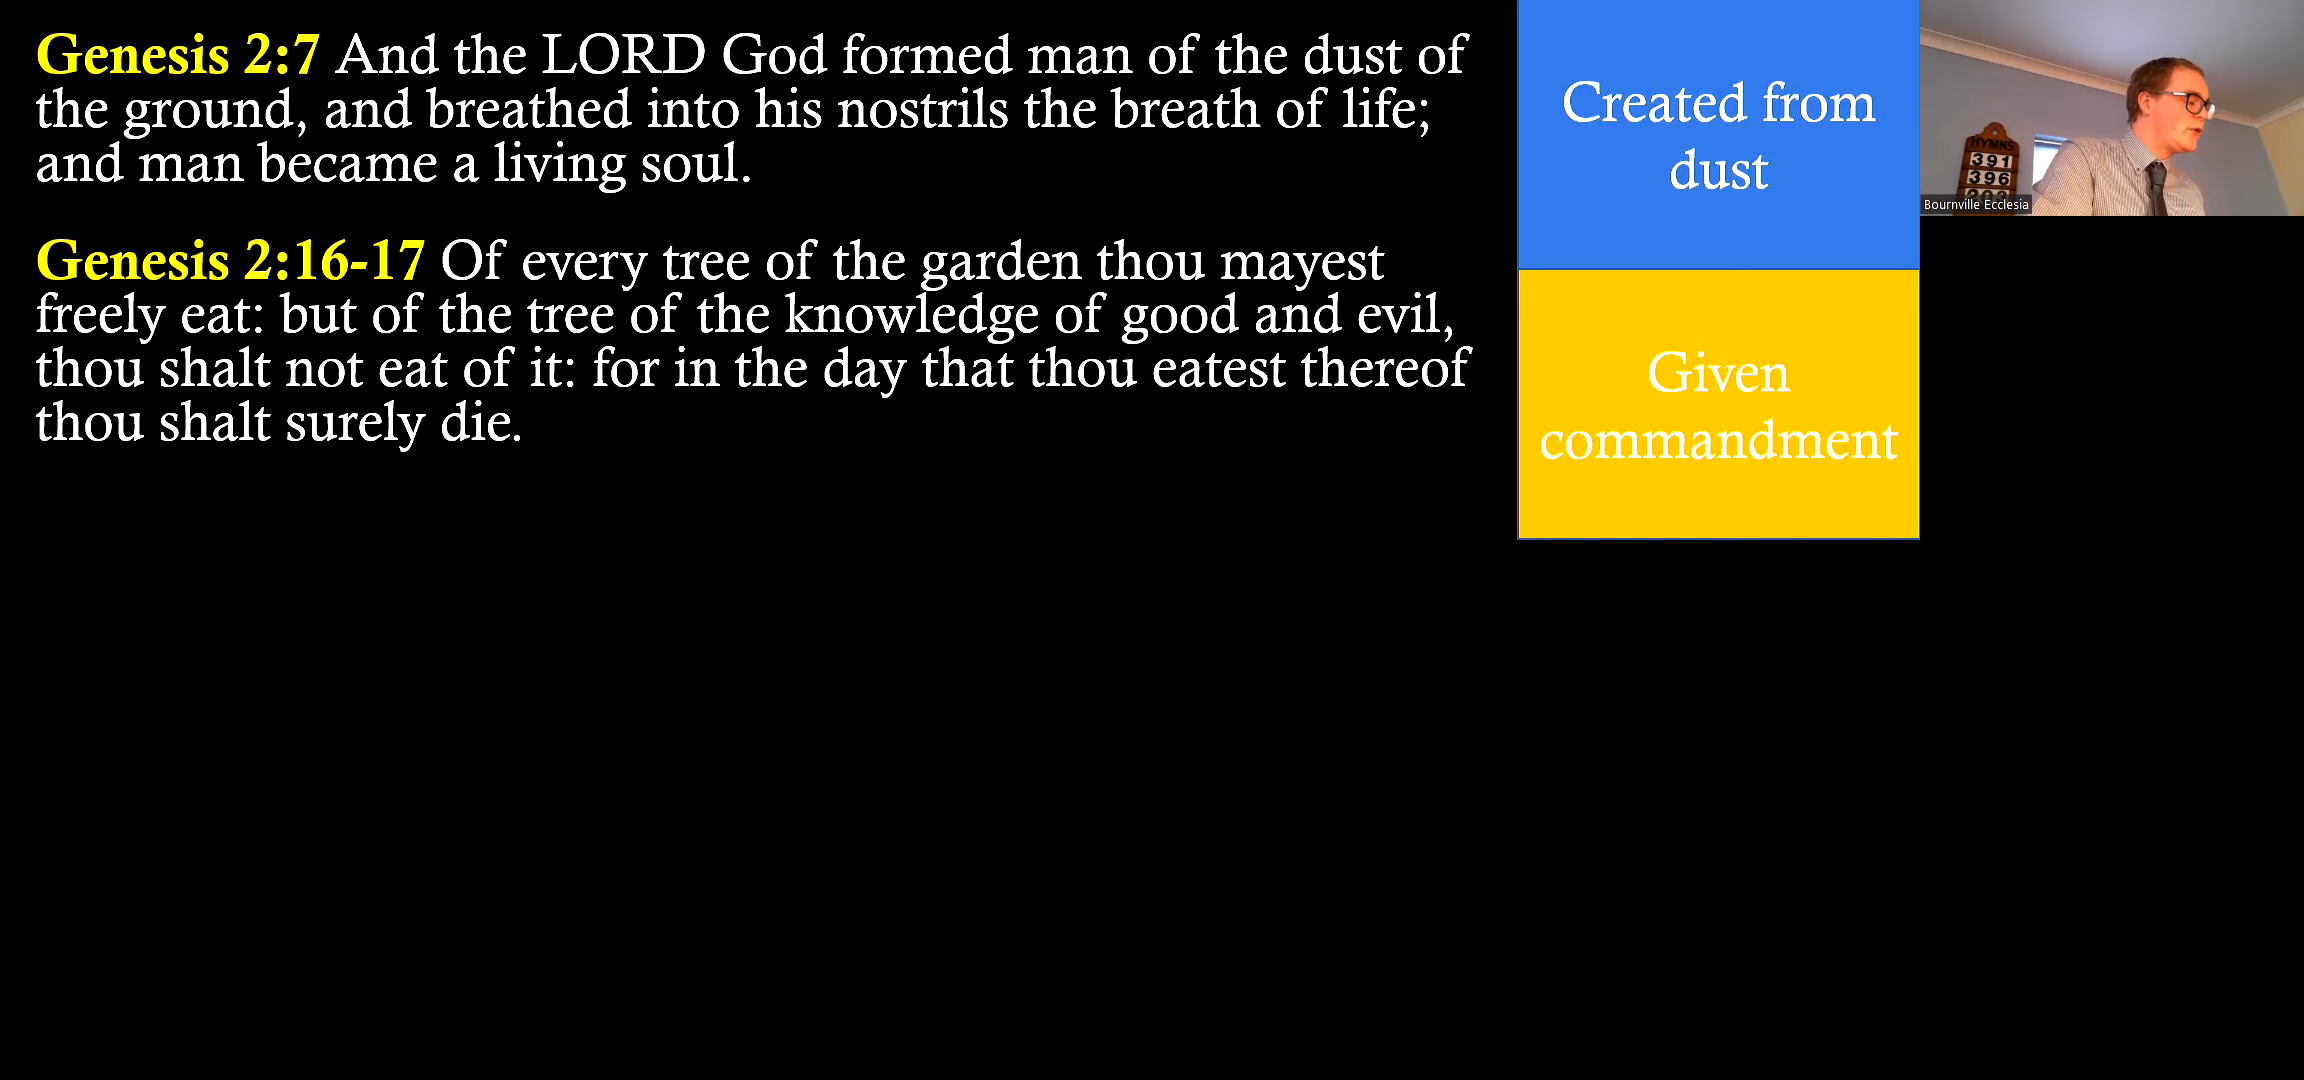 Genesis 2:7 And the LORD God formed man of the dust of
the ground, and breathed into his nostrils the breath of life;
and man became a living soul.
Genesis 2:16-17 Of every tree of the garden thou mayest
freely eat: but of the tree of the knowledge of good and evil,
thou shalt not eat of it: for in the day that thou eatest thereof
thou shalt surely die.
Created from
dust
Given
commandment
HYMNS
391
396
Bournville Ecclesia